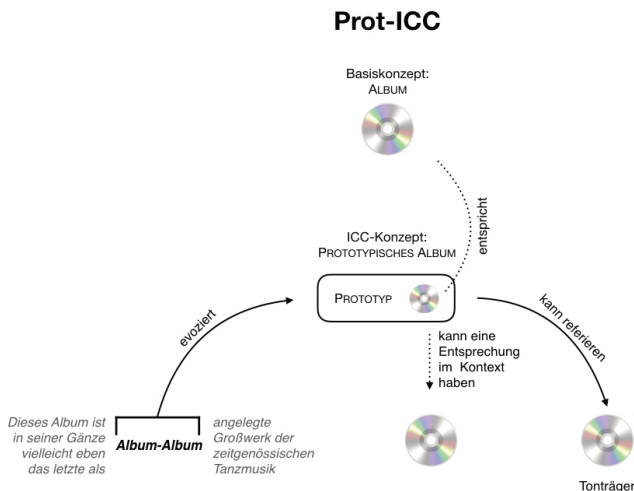 Prot-ICC
Basiskonzept:
ALBUM
entspricht
ICC-Konzept:
PROTOTYPISCHES ALBUM
PROTOTYP
evoziert
kann referieren
kann eine
Entsprechung
im Kontext
haben
Dieses Album ist
in seiner Gänze
vielleicht eben
das letzte als
Album-Album
angelegte
Großwerk der
zeitgenössischen
Tanzmusik
Tonträger